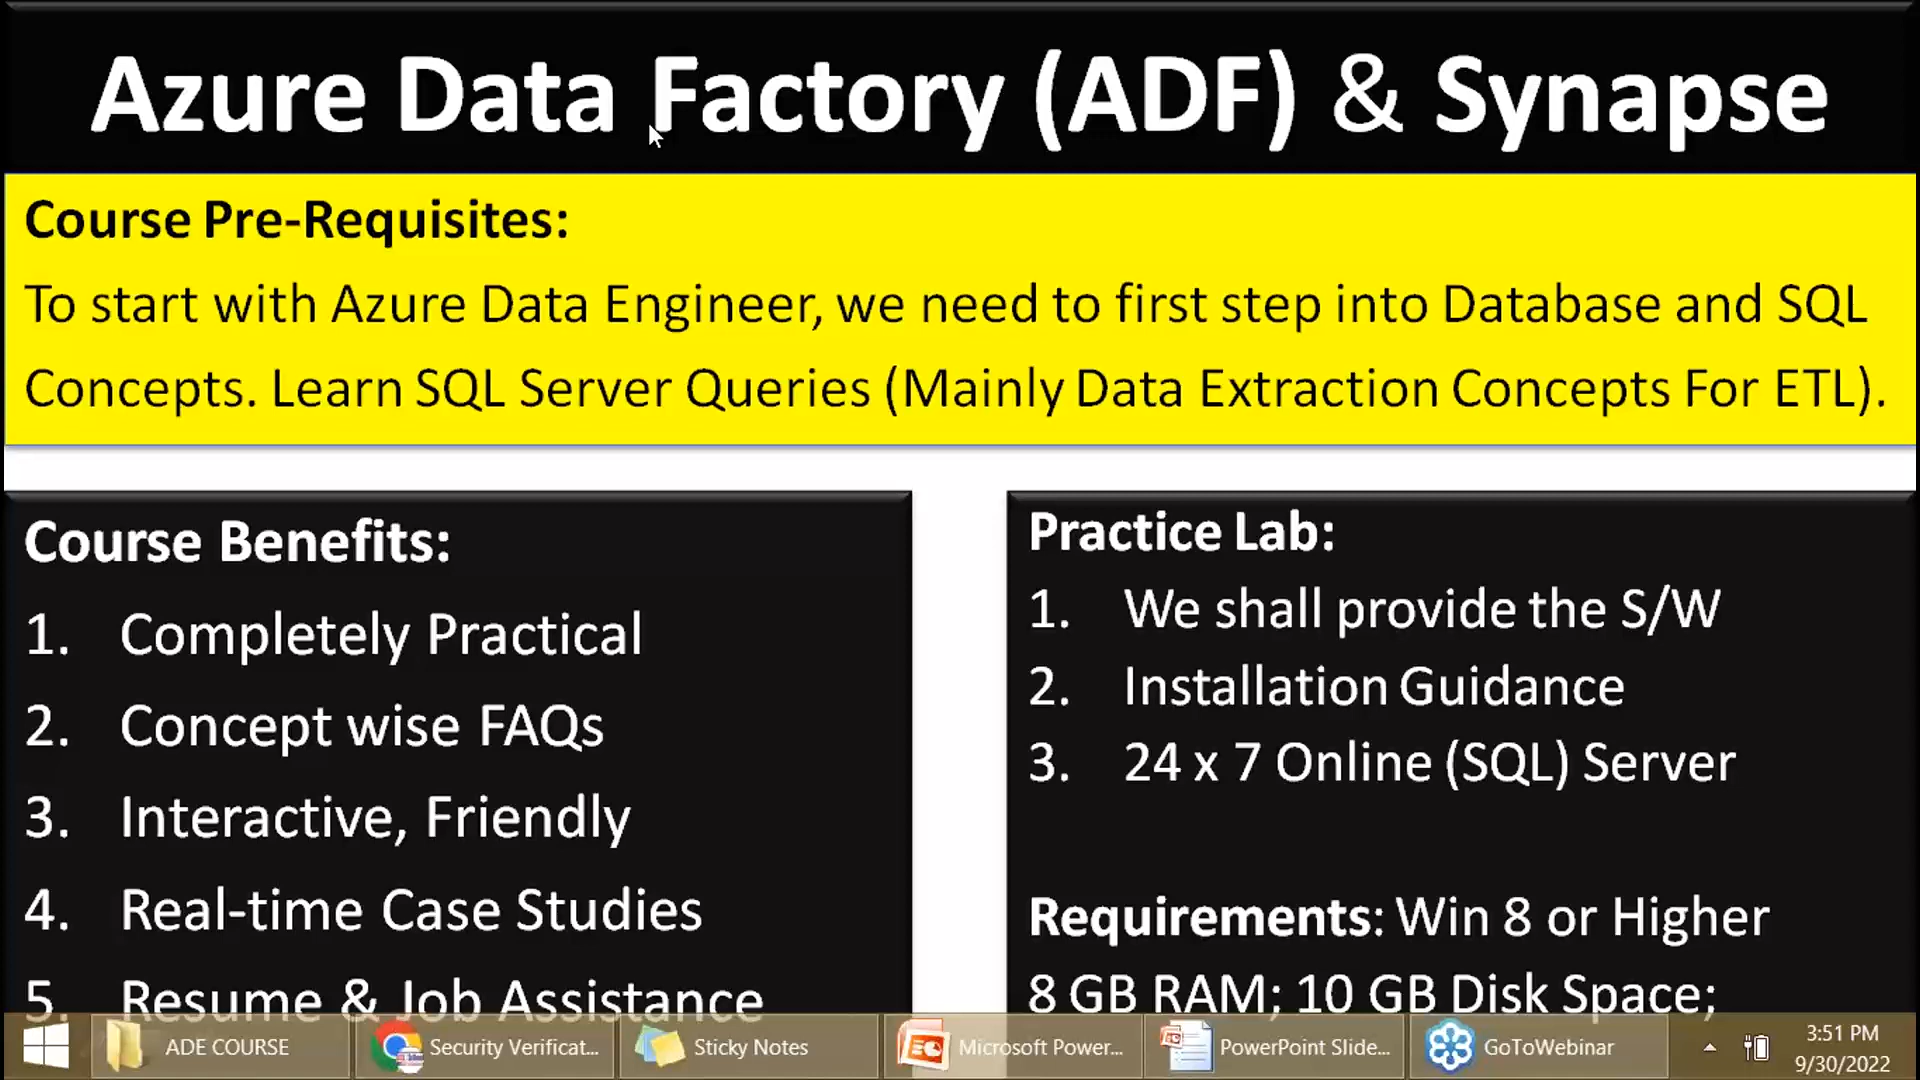 Azure Data Factory (ADF) & Synapse
Course Pre-Requisites:
To start with Azure Data Engineer, we need to first step into Database and SQL
Concepts. Learn SQL Server Queries (Mainly Data Extraction Concepts For ETL).
Course Benefits:
1. Completely Practical
2. Concept wise FAQs
3. Interactive, Friendly
4. Real-time Case Studies
5. Resume & Job Assistance
Practice Lab:
1. We shall provide the S/W
2. Installation Guidance
3. 24 x 7 Online (SQL) Server
Requirements: Win 8 or Higher
8 GB RAM; 10 GB Disk Space;
ADE COURSE
Security Verificat...
Sticky Notes
Microsoft Power...
PowerPoint Slide...
GoToWebinar
3:51 PM
9/30/2022